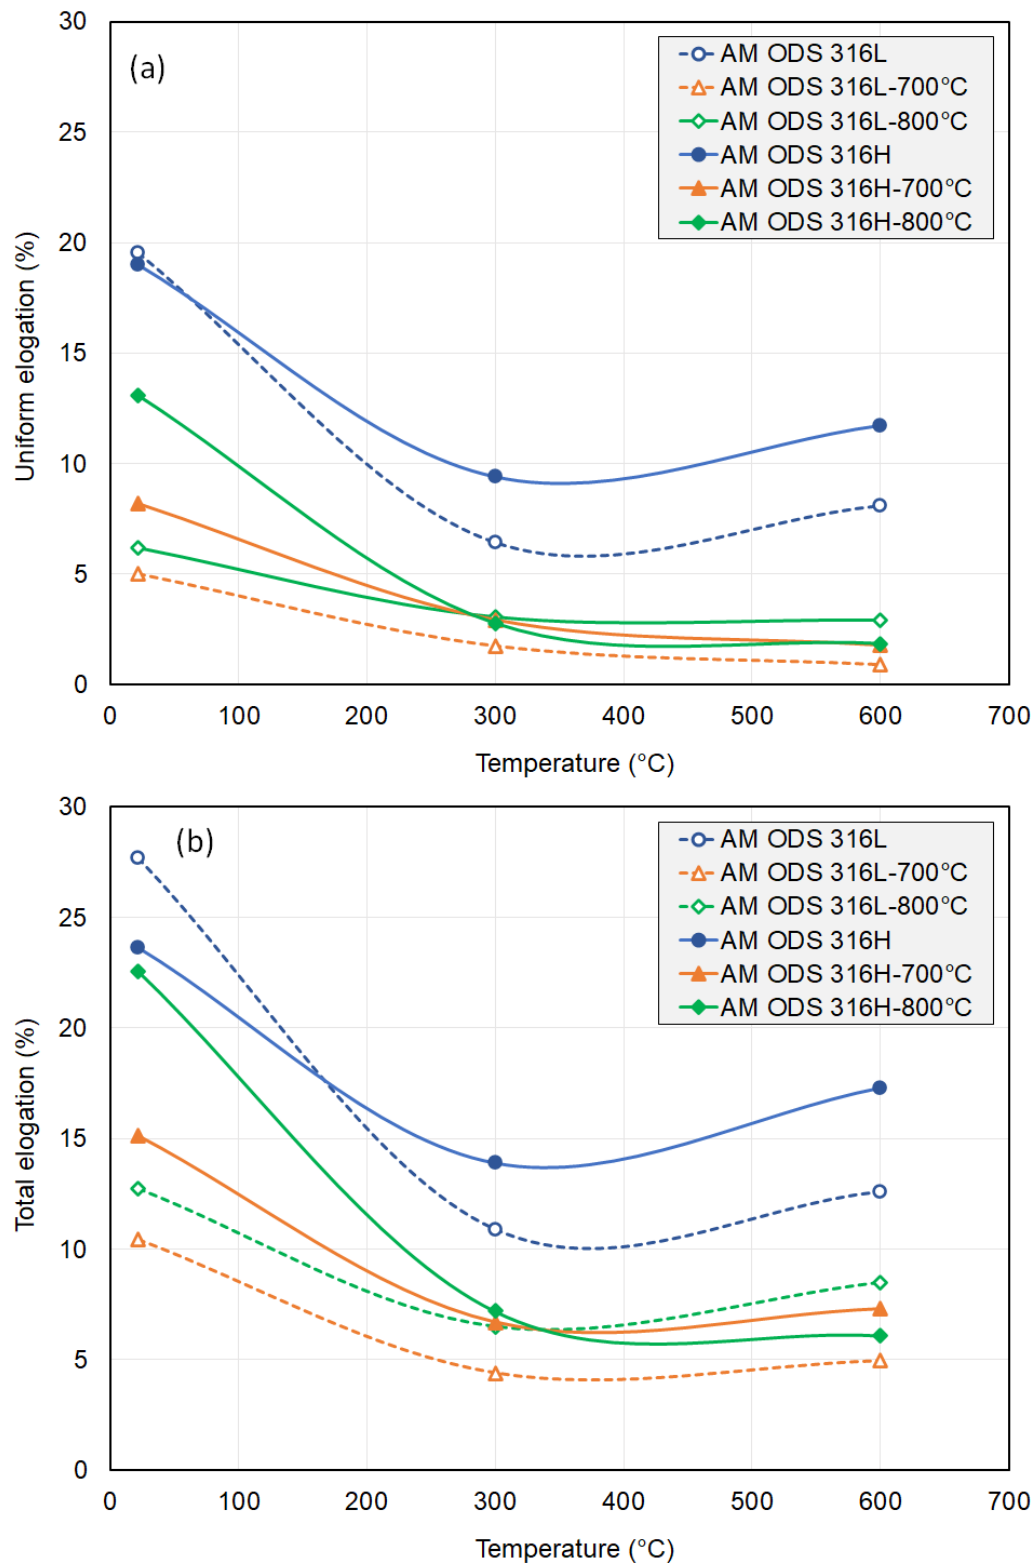 30
(a)
AM ODS 316L
AM ODS 316L-700°C
AM ODS 316L-800°C
AM ODS 316H
AM ODS 316H-700°C
AM ODS 316H-800°C
25
20
15
10
5
0
Uniform elogation (%)
0 100 200 300 400 500 600 700
Temperature (°C)
30
(b)
AM ODS 316L
AM ODS 316L-700°C
AM ODS 316L-800°C
AM ODS 316H
AM ODS 316H-700°C
AM ODS 316H-800°C
25
20
15
10
5
0
Total elogation (%)
0 100 200 300 400 500 600 700
Temperature (°C)